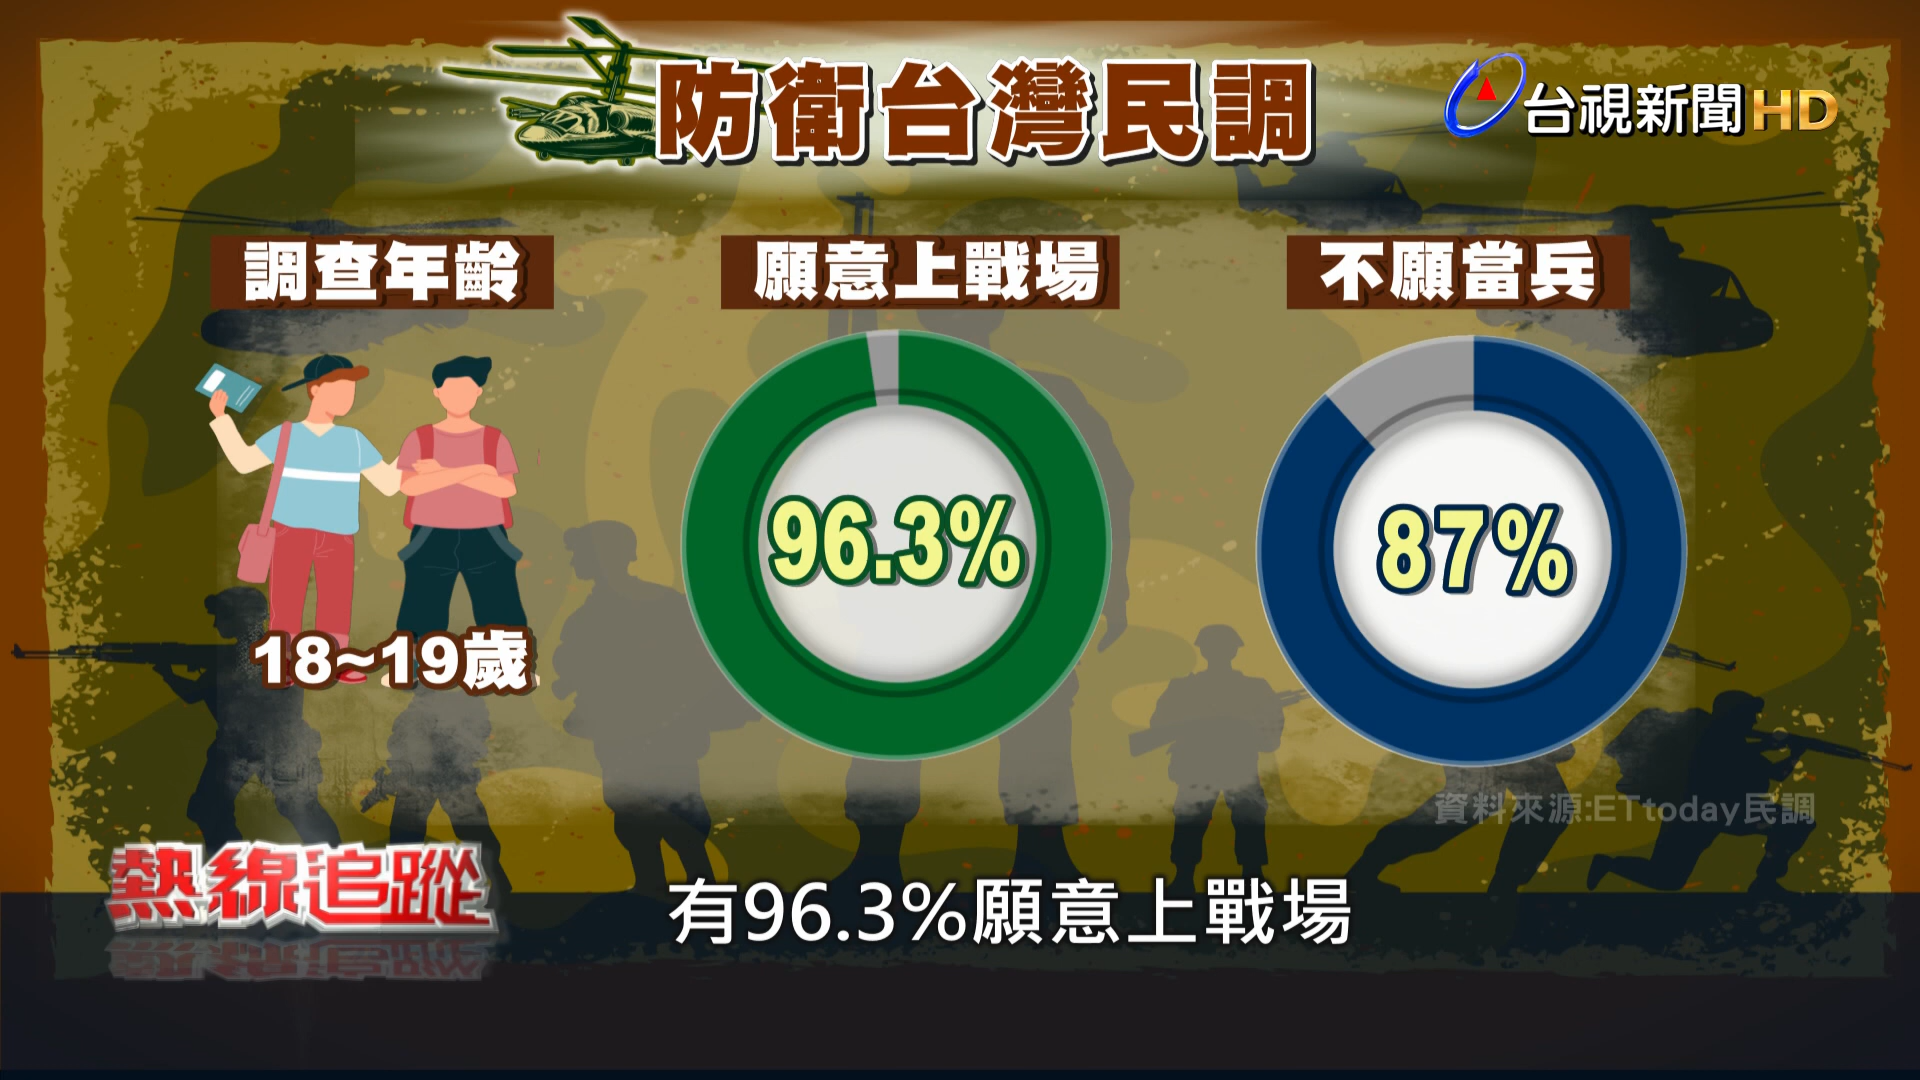 防衛台灣民調
台視新聞HD
調查年齡
願意上戰場
不願當兵
96.3%
87%
18~19歲
資料來源:ETtoday民調
熱線追蹤
有96.3%願意上戰場